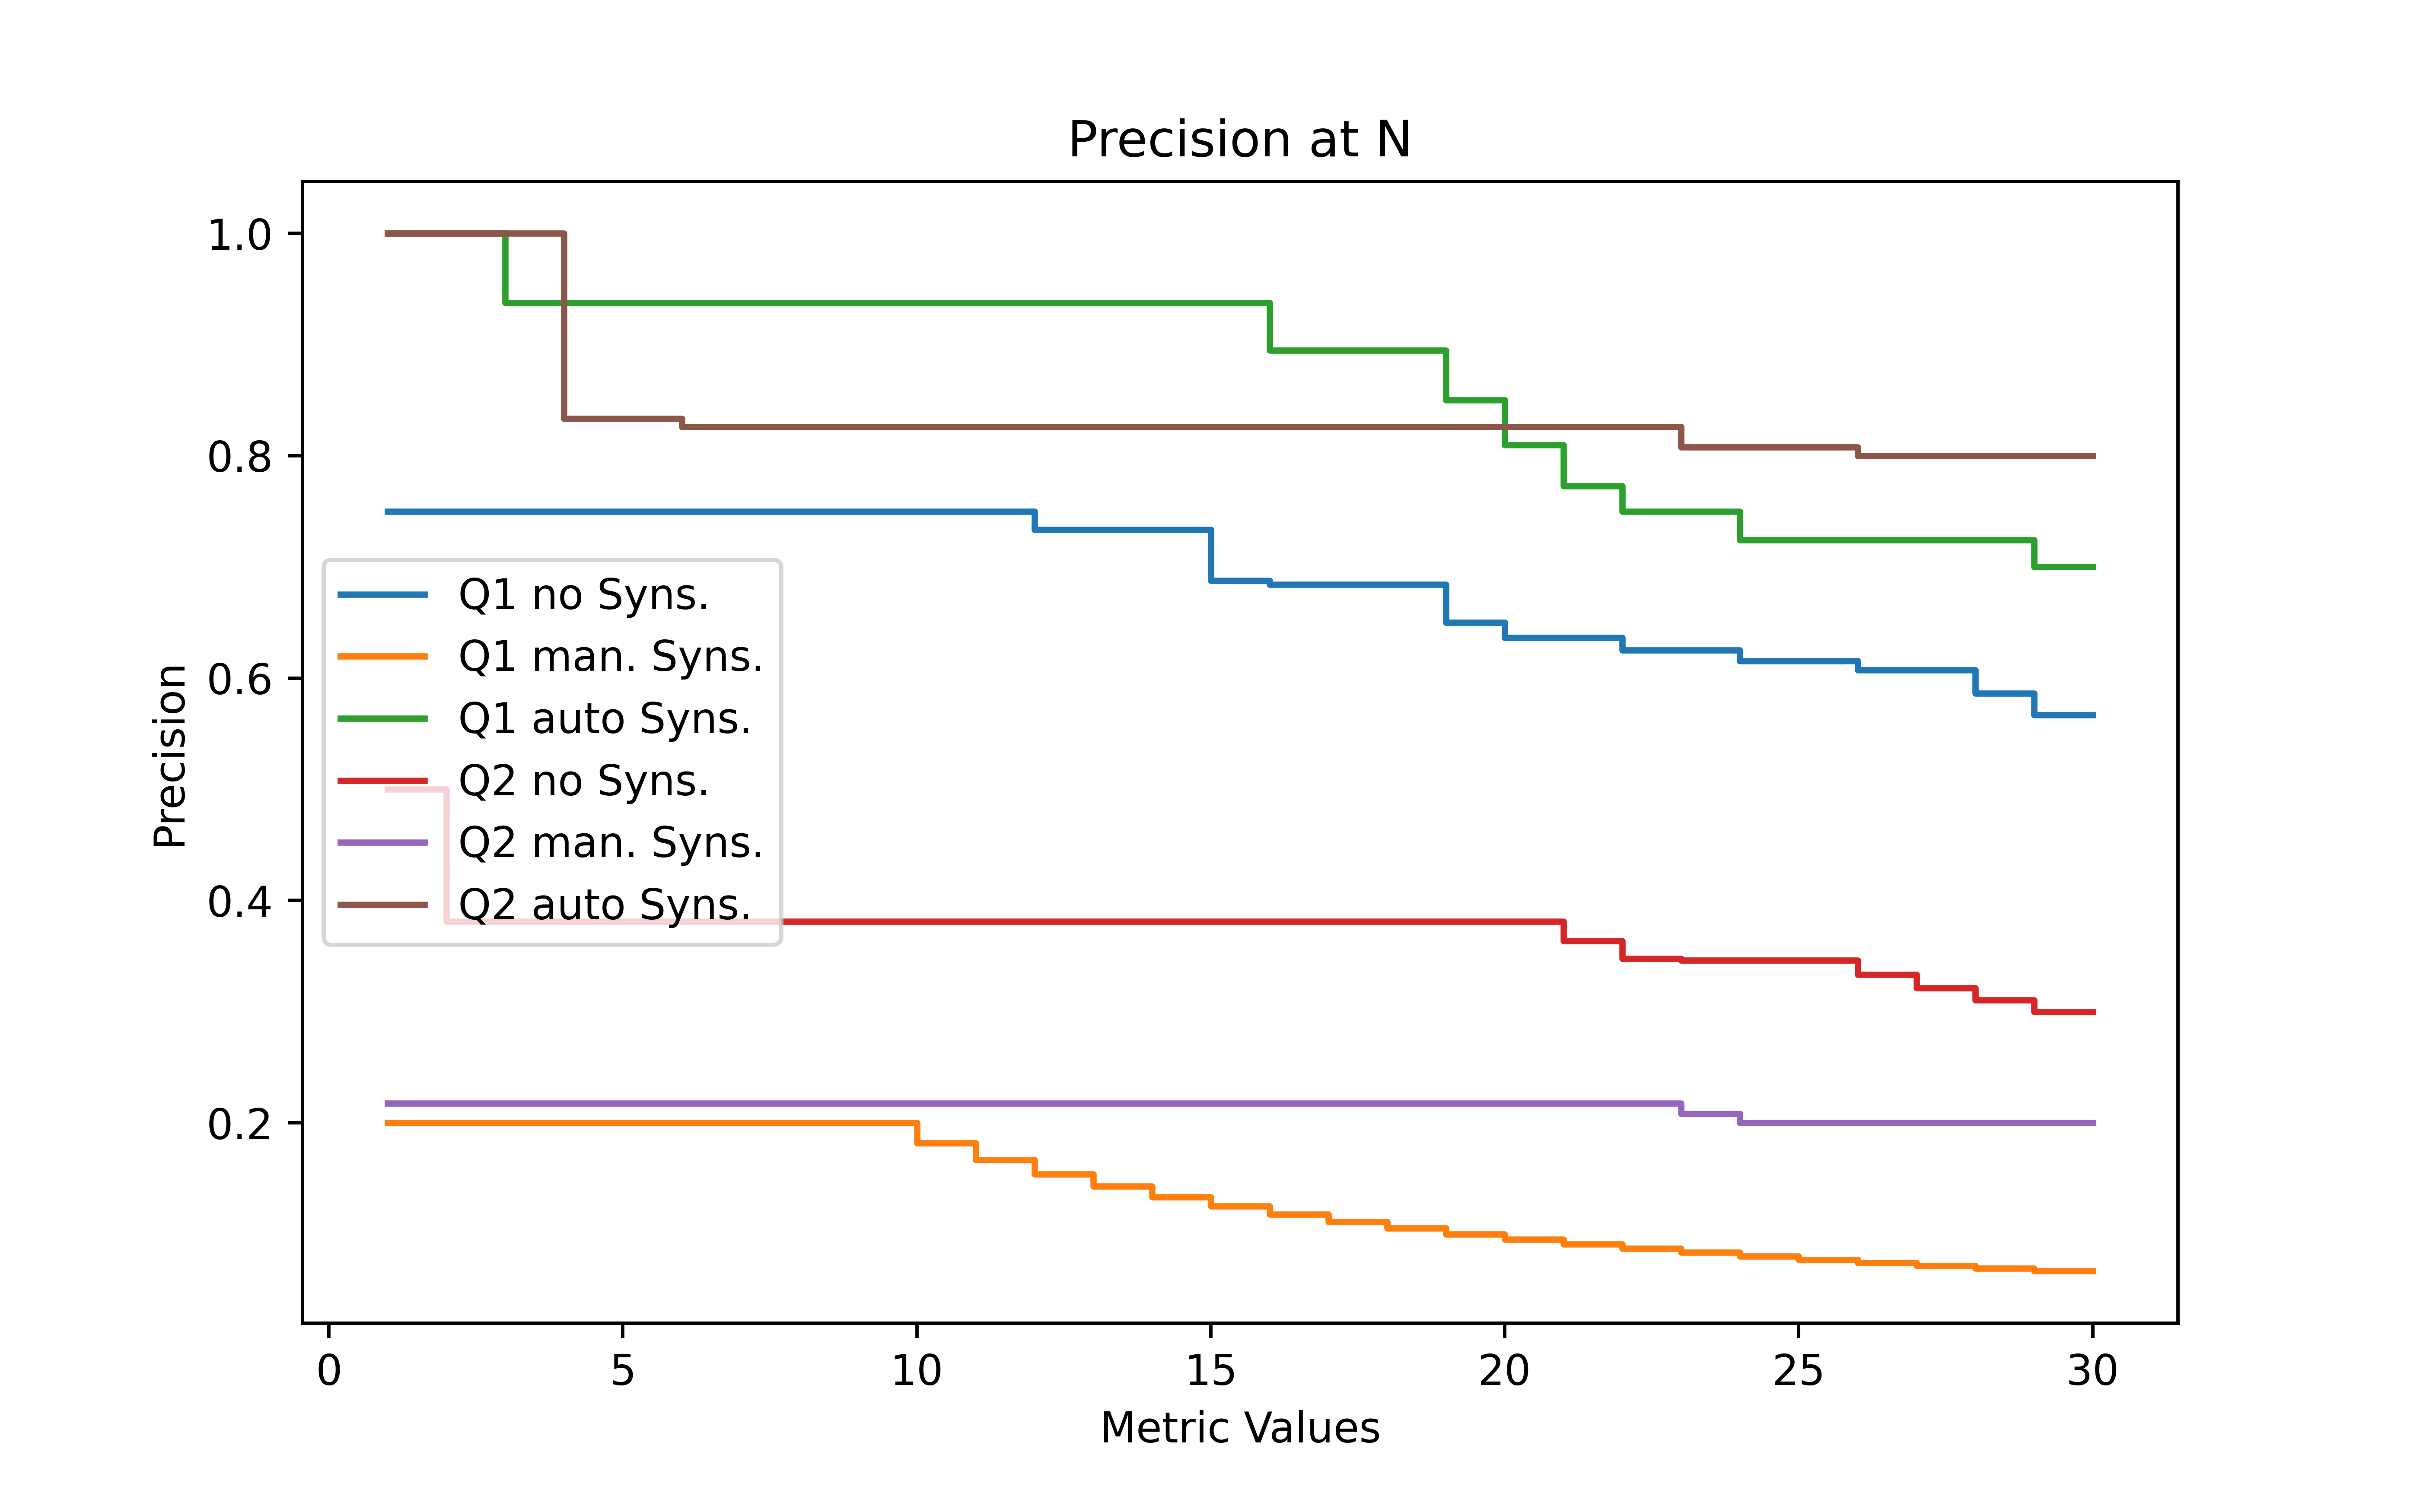 Precision at N
Precision
1.0
0.8
0.6
0.4
0.2
Q1 no Syns.
Q1 man. Syns.
Q1 auto Syns.
Q2 no Syns.
Q2 man. Syns.
Q2 auto Syns.
0 5 10 15 20 25 30
Metric Values